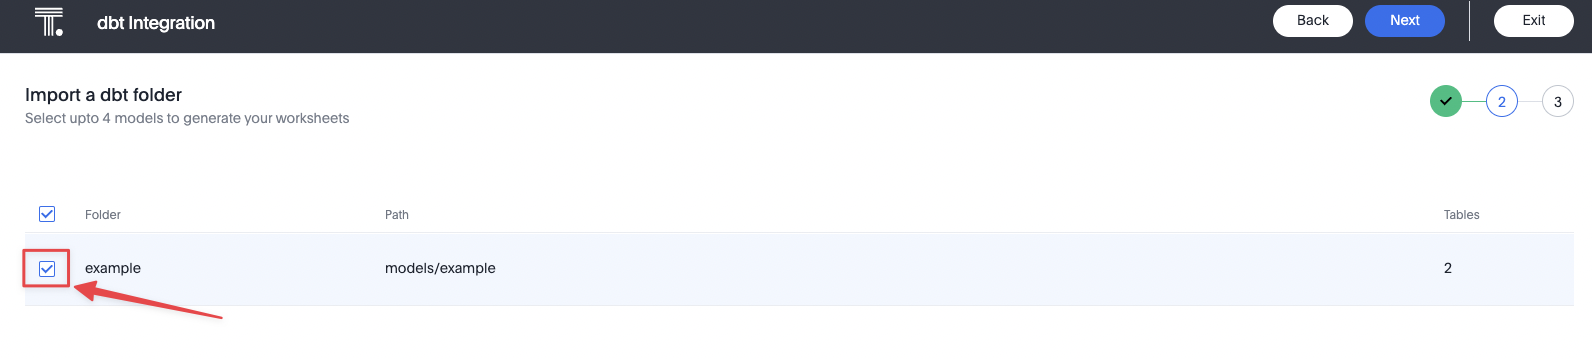 dbt Integration
Back
Next
Exit
Import a dbt folder
Select upto 4 models to generate your worksheets
2
3
Folder
Path
Tables
example
models/example
2